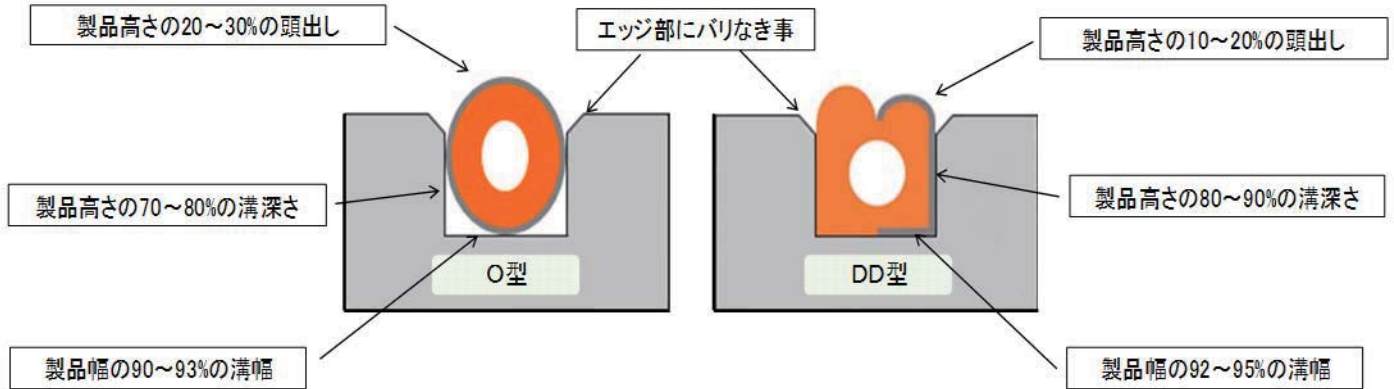 製品高さの20～30%の頭出し
エッジ部にバリなき事
製品高さの10～20%の頭出し
製品高さの70～80%の溝深さ
製品高さの80～90%の溝深さ
O型
DD型
製品幅の90～93%の溝幅
製品幅の92～95%の溝幅